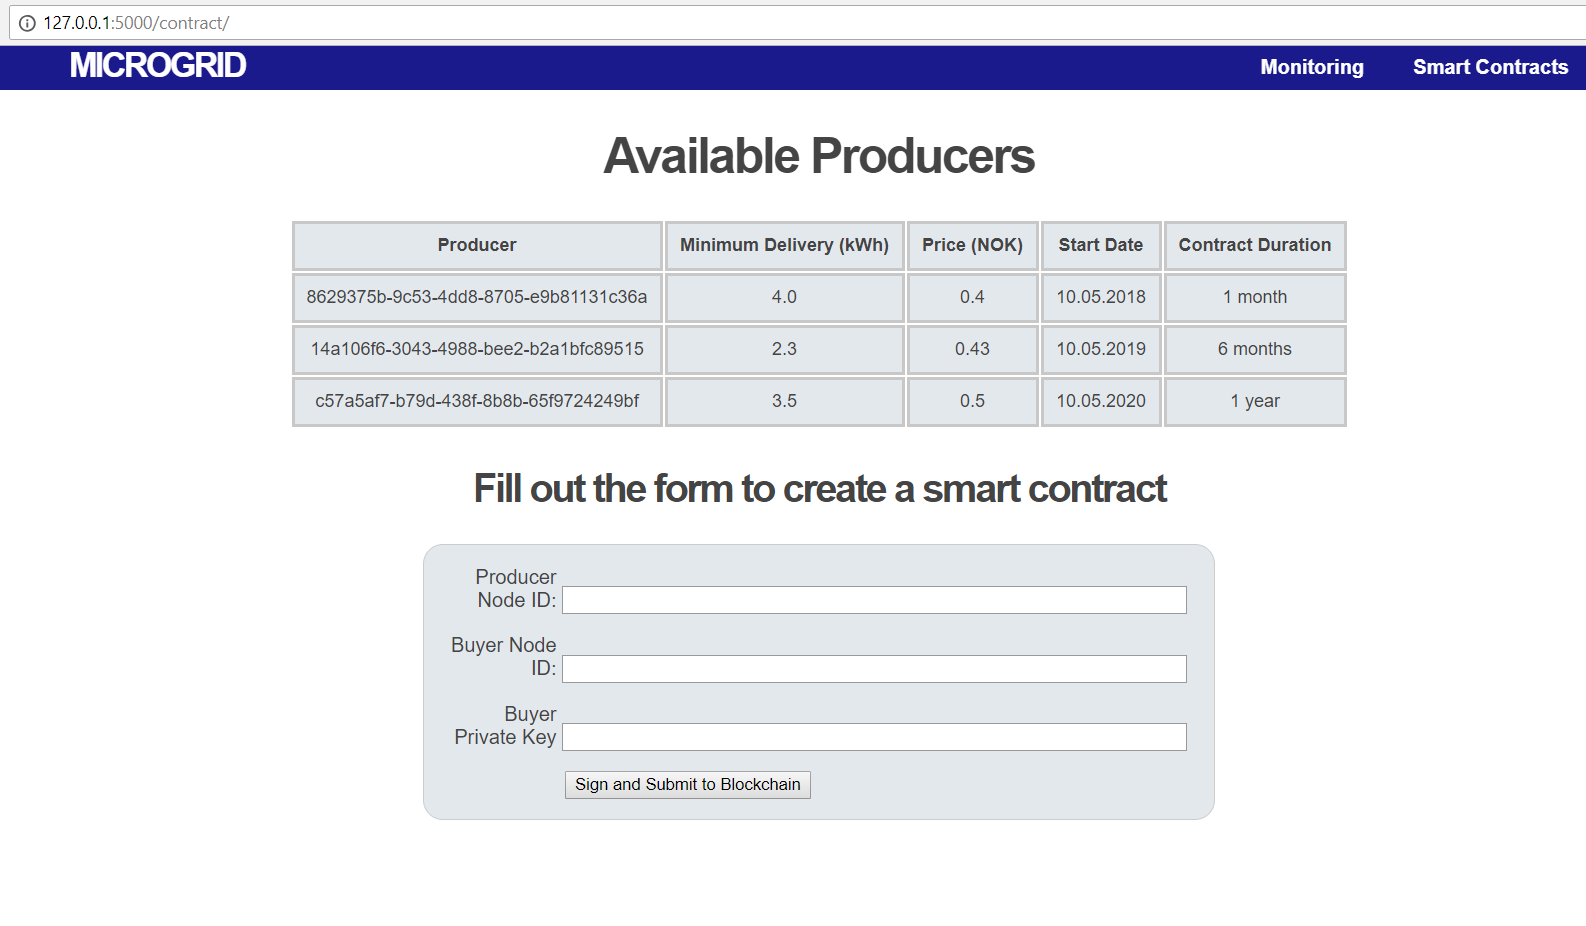 127.0.0.1:5000/contract/
MICROGRID Monitoring Smart Contracts
Available Producers
Producer Minimum Delivery (kWh) Price (NOK) Start Date Contract Duration
8629375b-9c53-4dd8-8705-e9b81131c36a 4.0 0.4 10.05.2018 1 month
14a106f6-3043-4988-bee2-b2a1bfc89515 2.3 0.43 10.05.2019 6 months
c57a5af7-b79d-438f-8b8b-65f9724249bf 3.5 0.5 10.05.2020 1 year
Fill out the form to create a smart contract
Producer
Node ID:
Buyer Node
ID:
Buyer
Private Key
Sign and Submit to Blockchain